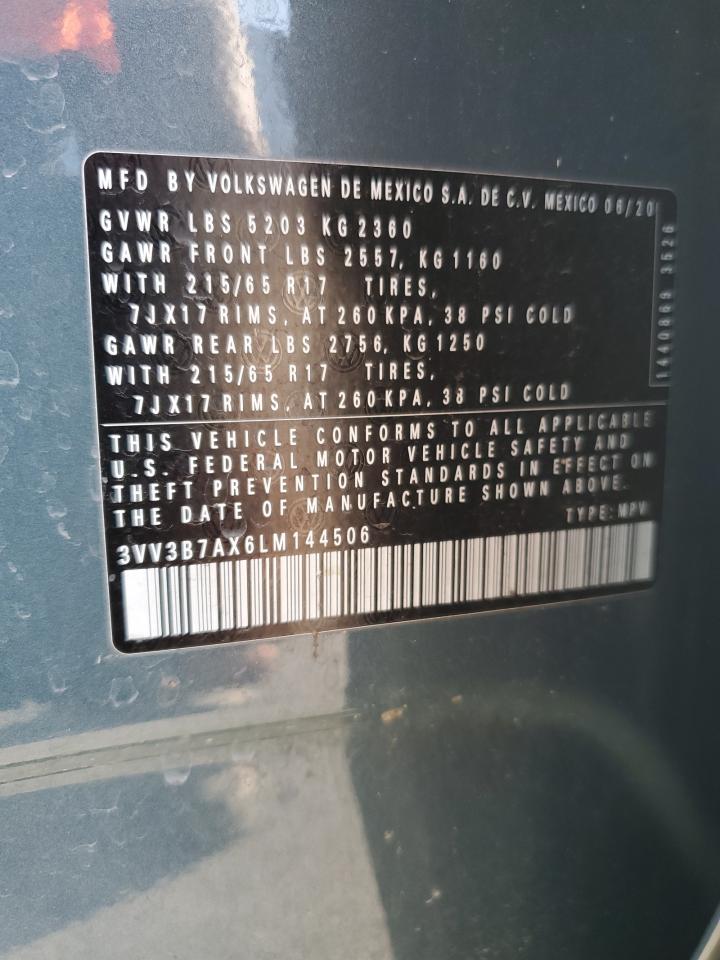 MFD BY VOLKSWAGEN DE MEXICO S.A. DE C.V. MEXICO 06/20
GVWR LBS 5203 KG 2360
GAWR FRONT LBS 2557, KG 1160
WITH 215/65 R17 TIRES,
7JX17 RIMS, AT 260 KPA, 38 PSI COLD
GAWR REAR LBS 2756, KG 1250
WITH 215/65 R17 TIRES,
7JX17 RIMS, AT 260 KPA, 38 PSI COLD
1440869 3526
THIS VEHICLE CONFORMS TO ALL APPLICABLE
U.S. FEDERAL MOTOR VEHICLE SAFETY AND
THEFT PREVENTION STANDARDS IN EFFECT ON
THE DATE OF MANUFACTURE SHOWN ABOVE.
TYPE: MPV
3VV3B7AX6LM144506